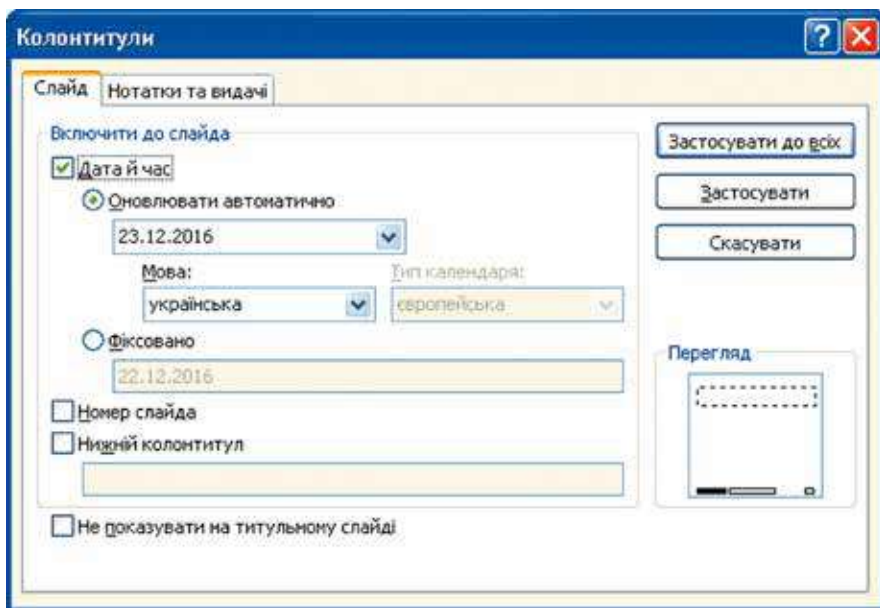 Колонтитули
Слайд
Нотатки та видачі
Включити до слайда
Дата й час
Оновлювати автоматично
23.12.2016
Мова:
Тип календаря:
українська
європейська
Фіксовано
22.12.2016
Номер слайда
Нижній колонтитул
Не показувати на титульному слайді
Застосувати до всіх
Застосувати
Скасувати
Перегляд